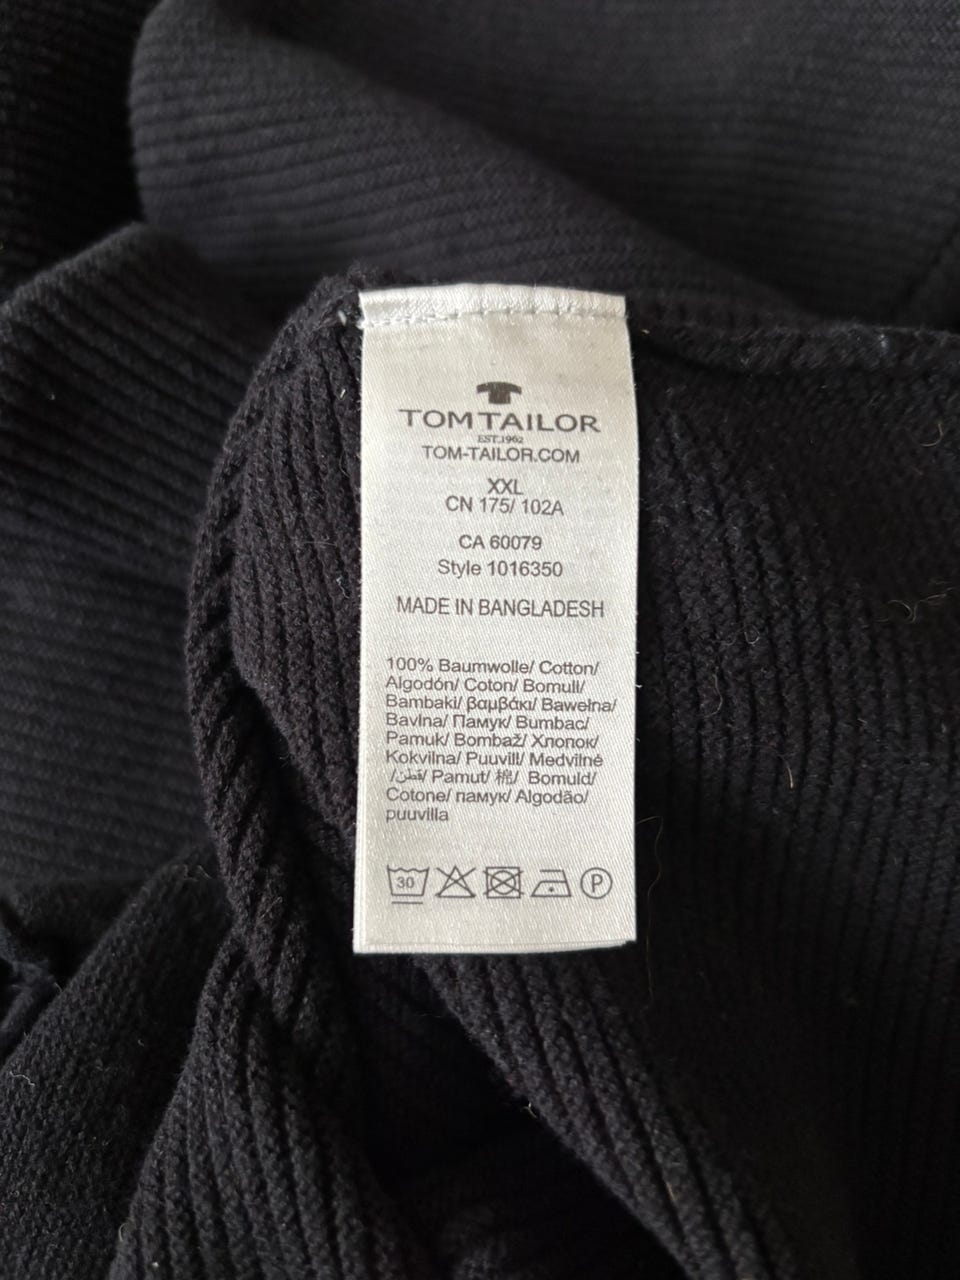 TOM TAILOR
EST.1962
TOM-TAILOR.COM
XXL
CN 175/ 102A
CA 60079
Style 1016350
MADE IN BANGLADESH
100% Baumwolle/ Cotton/
Algodón/ Coton/ Bomull/
Bambaki/ βαμβάκι/ Bawełna/
Bavlna/ Памук/ Bumbac/
Pamuk/ Bombaž/ Хлопок/
Kokvilna/ Puuvill/ Medvilnė
/قطن/ Pamut/ 棉/ Bomuld/
Cotone/ памук/ Algodão/
puuvilla
30 P